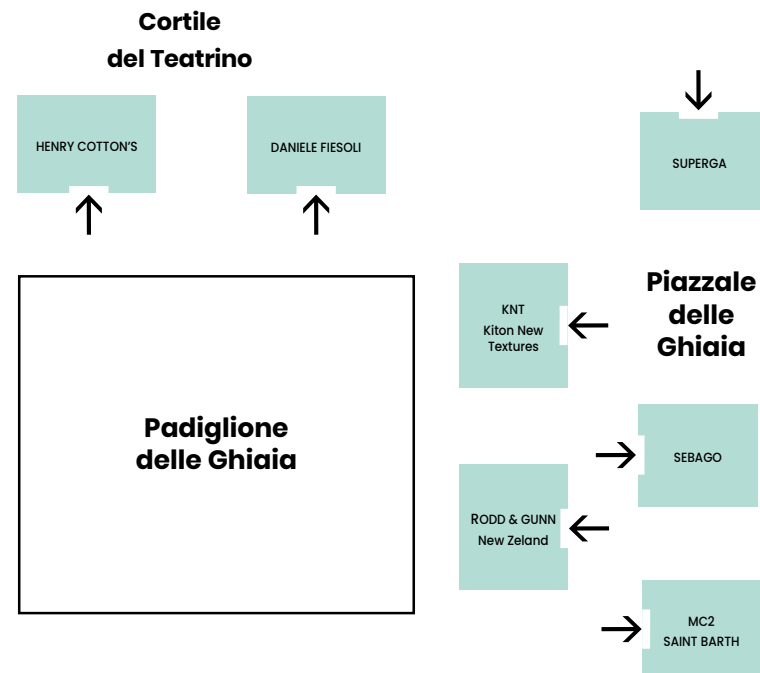 Cortile
del Teatrino
HENRY COTTON'S
DANIELE FIESOLI
SUPERGA
KNT
Kiton New
Textures
Piazzale
delle
Ghiaia
Padiglione
delle Ghiaia
SEBAGO
RODD & GUNN
New Zeland
MC2
SAINT BARTH